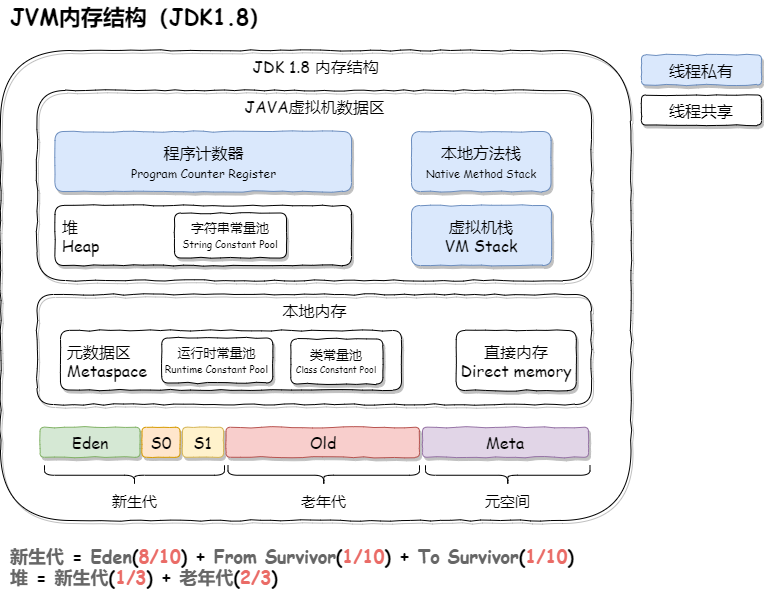 JVM内存结构（JDK1.8)
JDK 1.8 内存结构
线程私有
线程共享
JAVA虚拟机数据区
程序计数器
Program Counter Register
本地方法栈
Native Method Stack
堆
Heap
字符串常量池
String Constant Pool
虚拟机栈
VM Stack
本地内存
元数据区
Metaspace
运行时常量池
Runtime Constant Pool
类常量池
Class Constant Pool
直接内存
Direct memory
Eden S0 S1 Old Meta
新生代 老年代 元空间
新生代 = Eden(8/10) + From Survivor(1/10) + To Survivor(1/10)
堆 = 新生代(1/3) + 老年代(2/3)